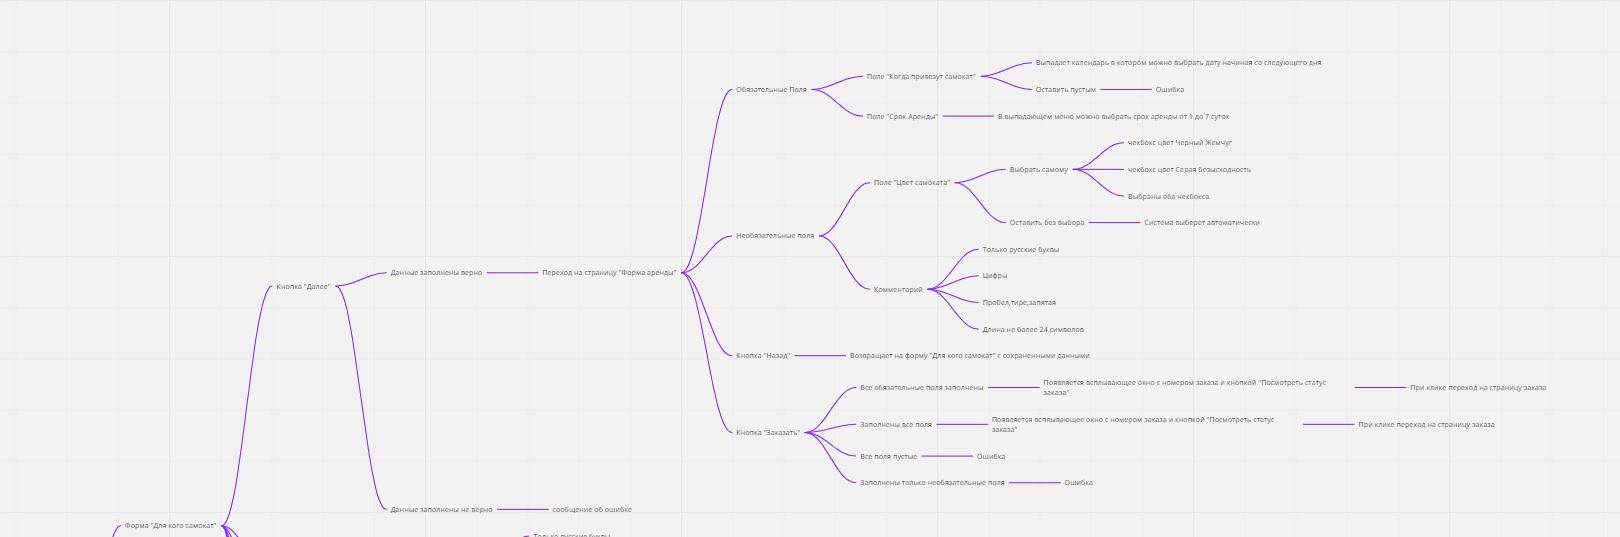 Выпадает календарь в котором можно выбрать дату начиная со следующего дня
Поле "Когда привезут самокат"
Обязательные Поля
Оставить пустым
Ошибка
Поле "Срок Аренды"
В выпадающем меню можно выбрать срок аренды от 1 до 7 суток
чекбокс цвет Черный Жемчуг
Выбрать самому
чекбокс цвет Серая безысходность
Поле "Цвет самоката"
Выбраны оба чекбокса
Оставить без выбора
Система выберет автоматически
Необязательные поля
Только русские буквы
Данные заполнены верно
Переход на страницу "Форма аренды"
Цифры
Кнопка "Далее"
Комментарий
Пробел,тире,запятая
Длина не более 24 символов
Кнопка "Назад"
Возвращает на форму "Для кого самокат" с сохраненными данными
Все обязательные поля заполнены
Появляется всплывающее окно с номером заказа и кнопкой "Посмотреть статус
заказа"
При клике переход на страницу заказа
Заполнены все поля
Появляется всплывающее окно с номером заказа и кнопкой "Посмотреть статус
заказа"
При клике переход на страницу заказа
Кнопка "Заказать"
Все поля пустые
Ошибка
Заполнены только необязательные поля
Ошибка
Данные заполнены не верно
сообщение об ошибке
Форма "Для кого самокат"
Только русские буквы